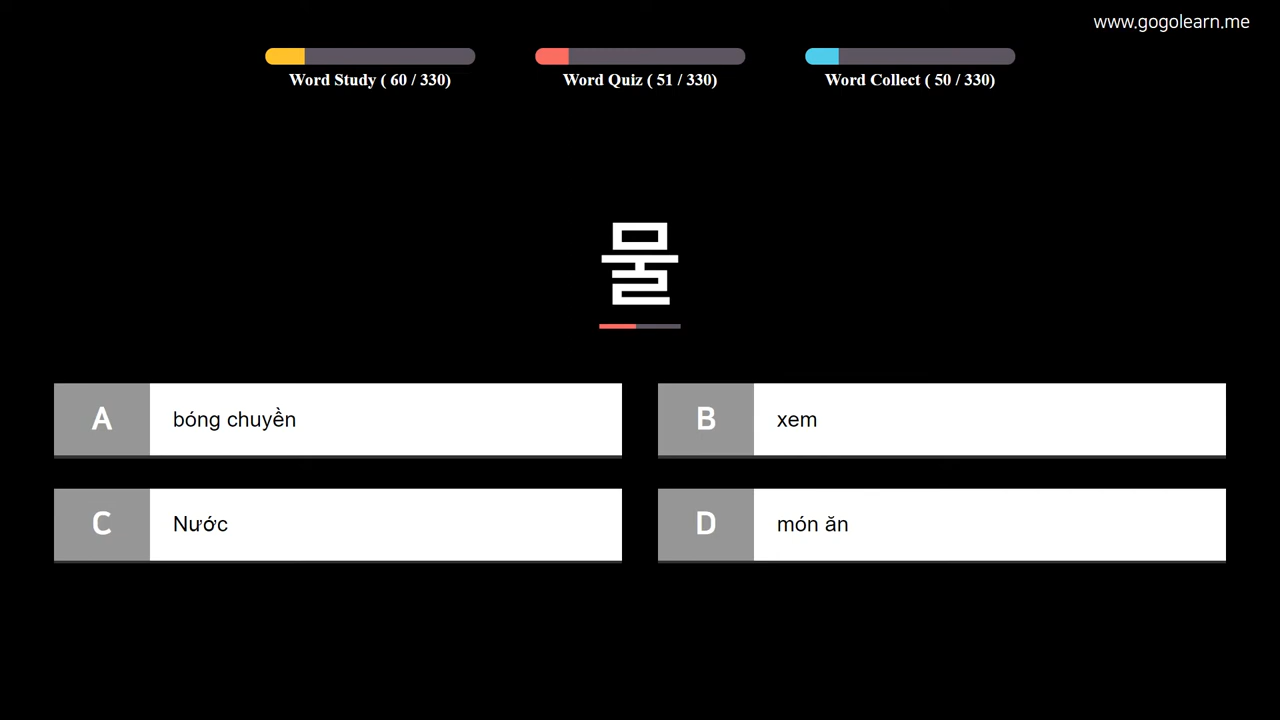 www.gogolearn.me
Word Study ( 60 / 330)
Word Quiz ( 51 / 330)
Word Collect ( 50 / 330)
물
A bóng chuyền
B xem
C Nước
D món ăn